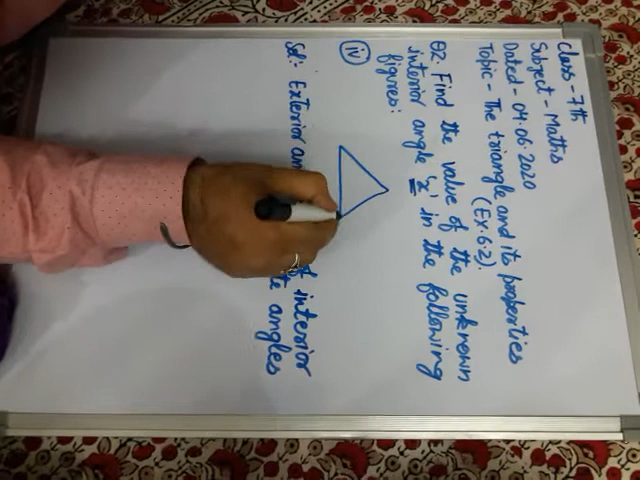 Class - 7th
Subject - Maths
Dated - 04.06.2020
Topic - The triangle and its properties
(Ex. 6.2).
Q2. Find the value of the unknown
interior angle 'x' in the following
figures:
(iv)
Sol: Exterior interior
angles